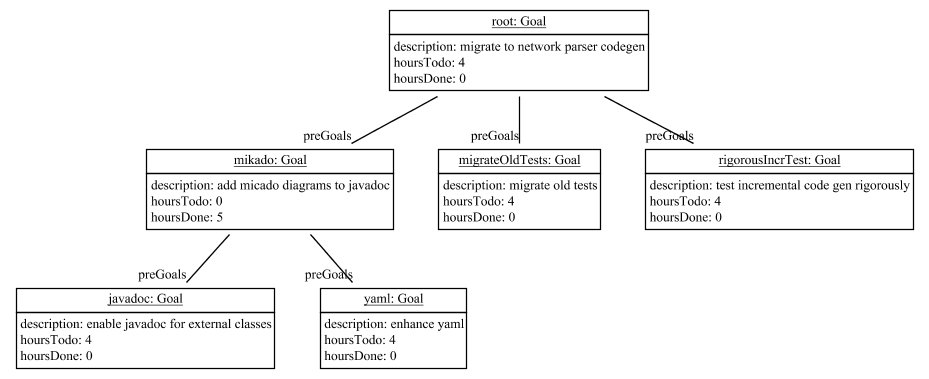 root: Goal
description: migrate to network parser codegen
hoursTodo: 4
hoursDone: 0
preGoals
preGoals
preGoals
mikado: Goal
description: add micado diagrams to javadoc
hoursTodo: 0
hoursDone: 5
migrateOldTests: Goal
description: migrate old tests
hoursTodo: 4
hoursDone: 0
rigorousIncrTest: Goal
description: test incremental code gen rigorously
hoursTodo: 4
hoursDone: 0
preGoals
preGoals
javadoc: Goal
description: enable javadoc for external classes
hoursTodo: 4
hoursDone: 0
yaml: Goal
description: enhance yaml
hoursTodo: 4
hoursDone: 0